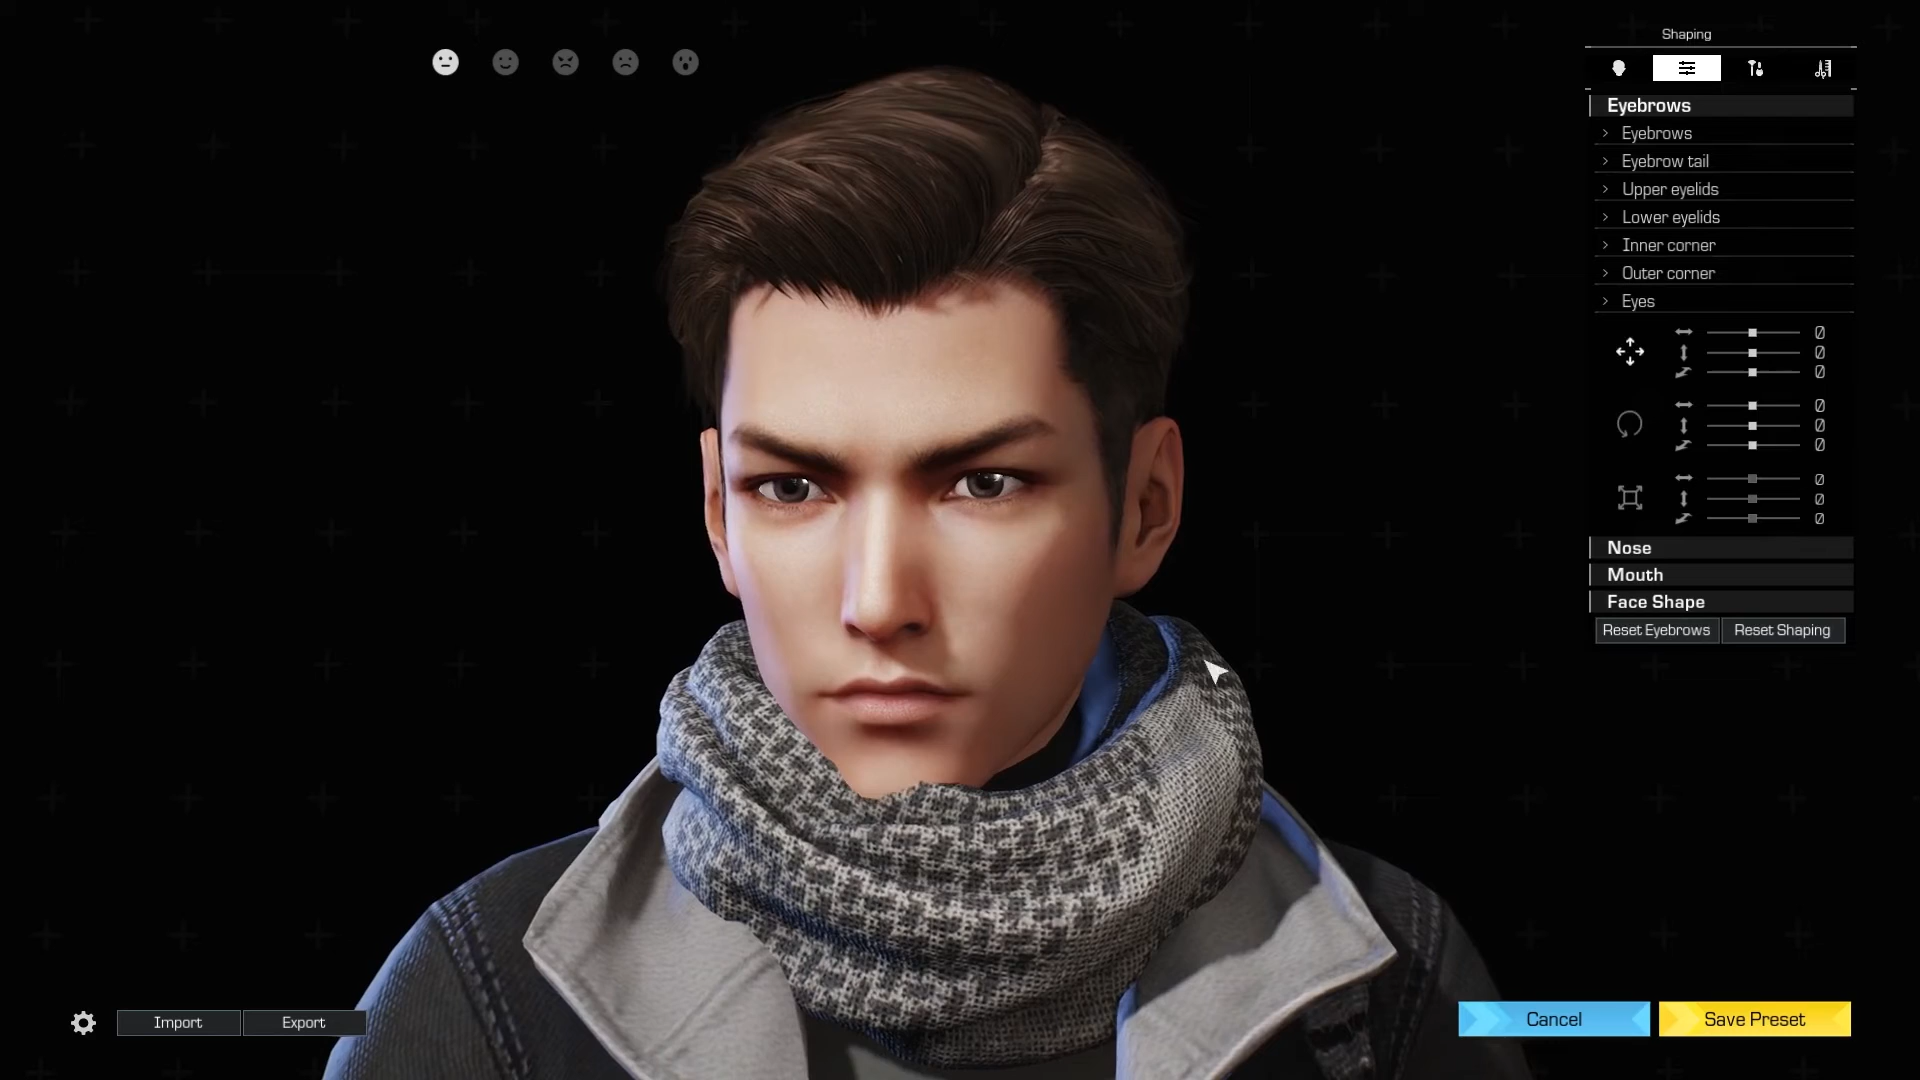 Shaping
Eyebrows
Eyebrows
Eyebrow tail
Upper eyelids
Lower eyelids
Inner corner
Outer corner
Eyes
0
0
0
0
0
0
0
0
0
Nose
Mouth
Face Shape
Reset Eyebrows Reset Shaping
Import Export
Cancel Save Preset